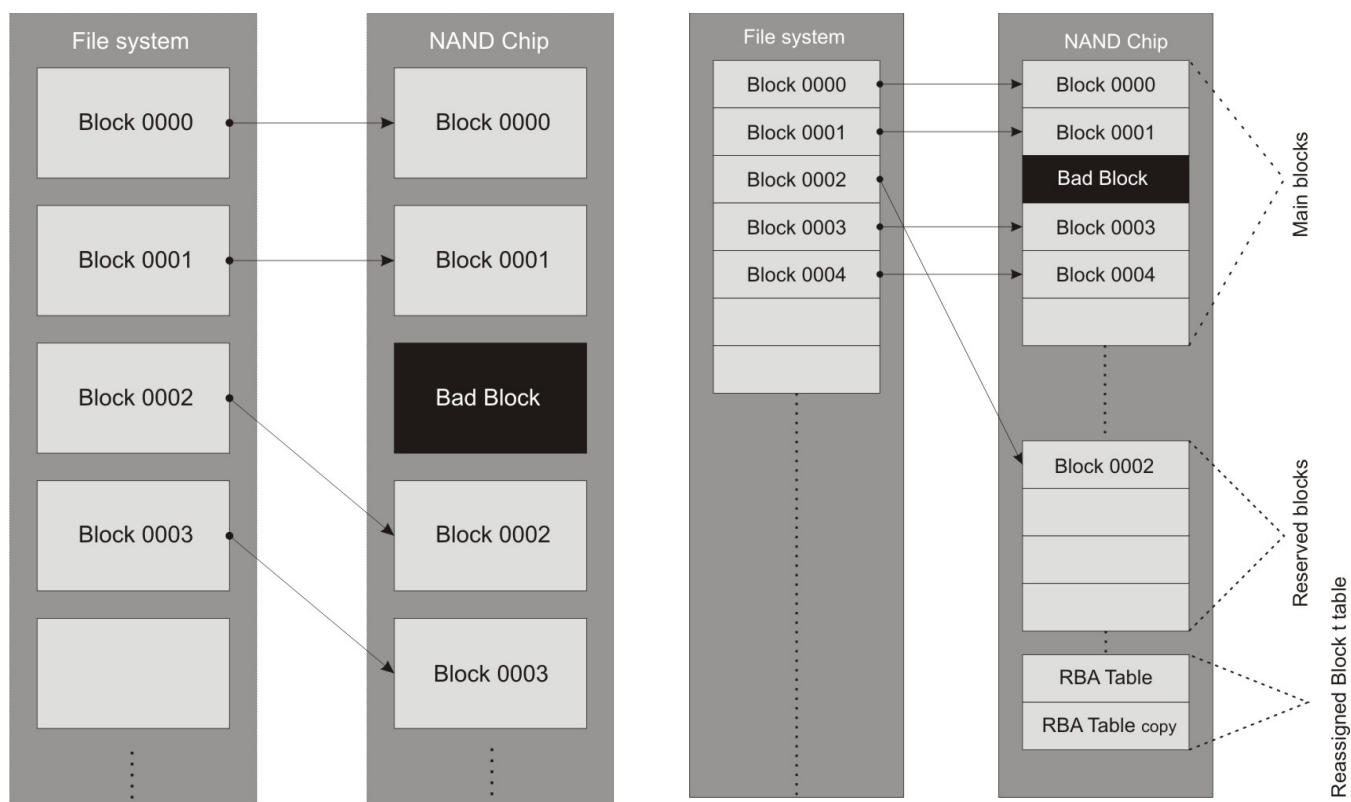 File system
Block 0000
Block 0001
Block 0002
Block 0003
NAND Chip
Block 0000
Block 0001
Bad Block
Block 0002
Block 0003
File system
Block 0000
Block 0001
Block 0002
Block 0003
Block 0004
NAND Chip
Block 0000
Block 0001
Bad Block
Block 0003
Block 0004
Block 0002
RBA Table
RBA Table copy
Main blocks
Reserved blocks
Reassigned Block t table